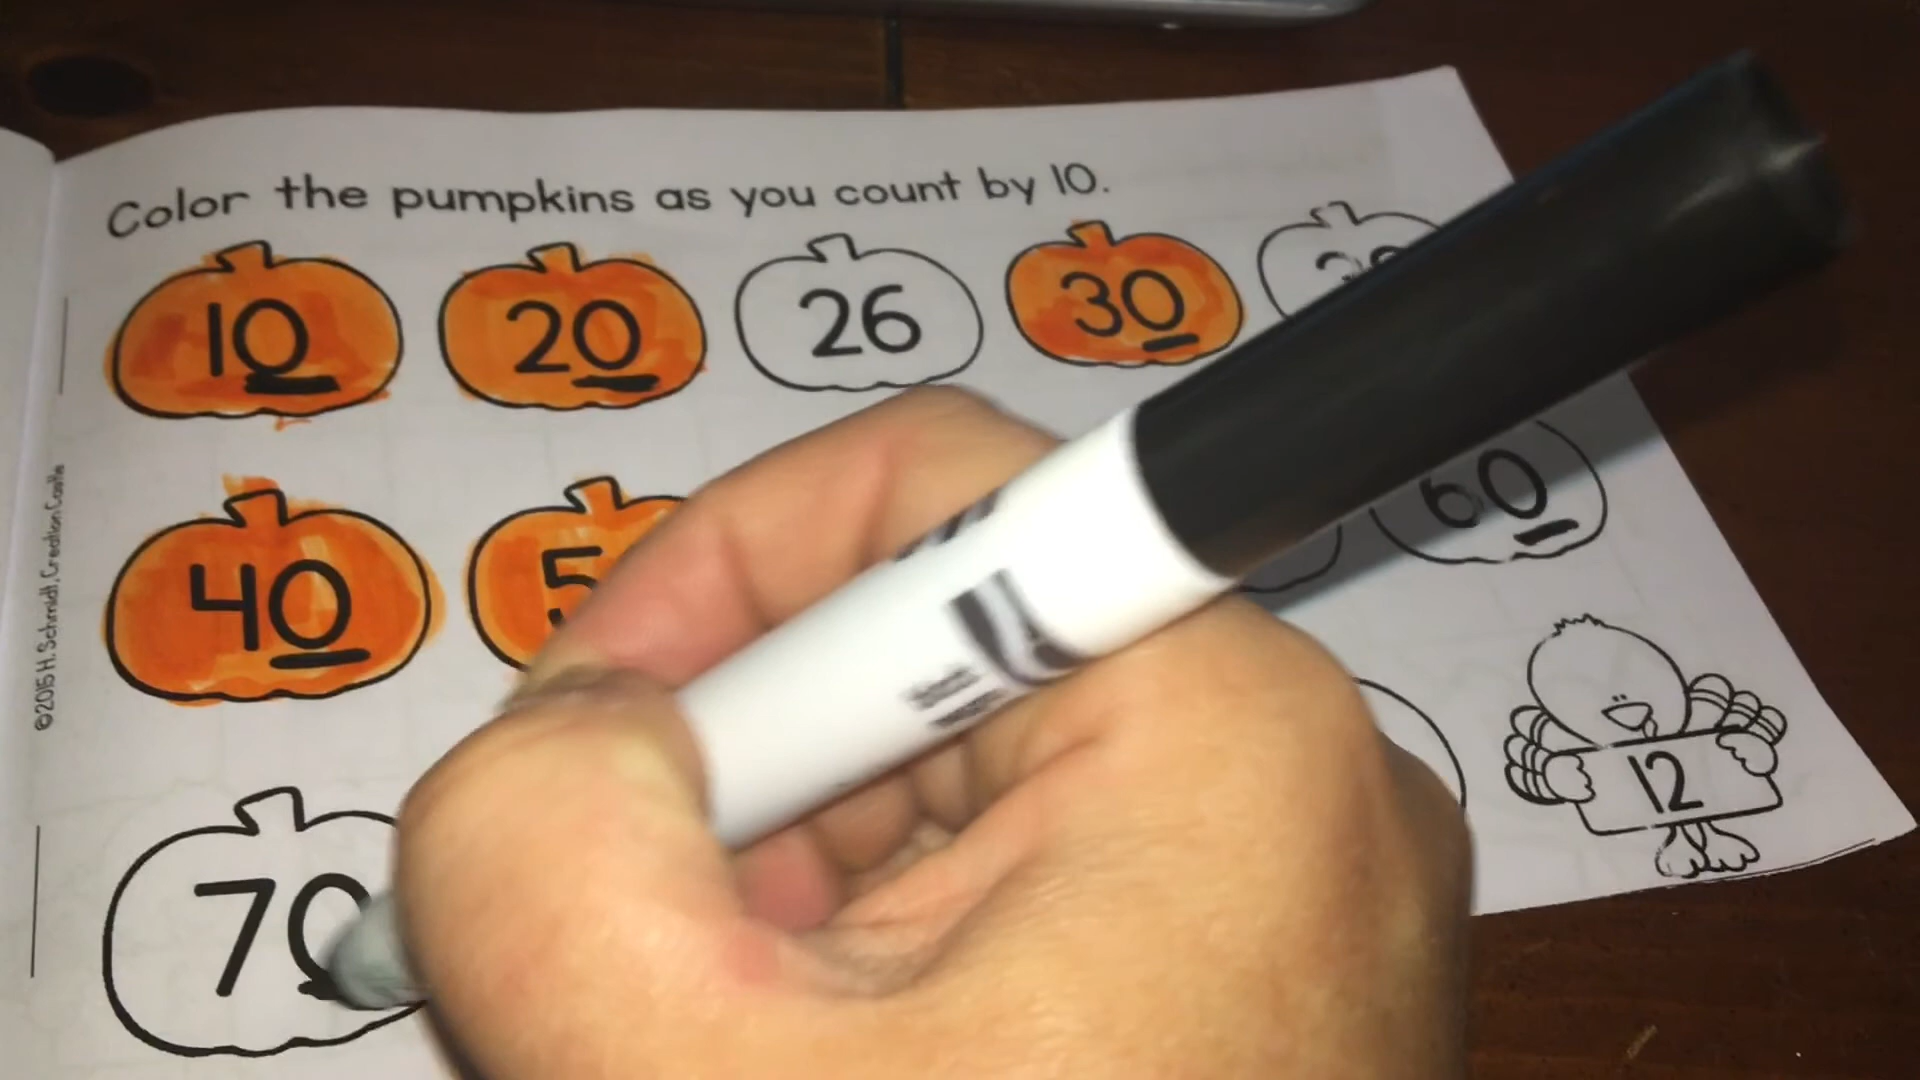 Color the pumpkins as you count by 10.
10 20 26 30
40 5 60
70
12
©2015 H. Schmidt, Creation Castle